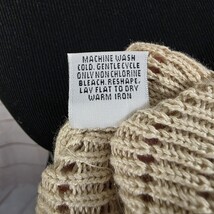 MACHINE WASH
COLD. GENTLE CYCLE
ONLY NON CHLORINE
BLEACH. RESHAPE.
LAY FLAT TO DRY
WARM IRON